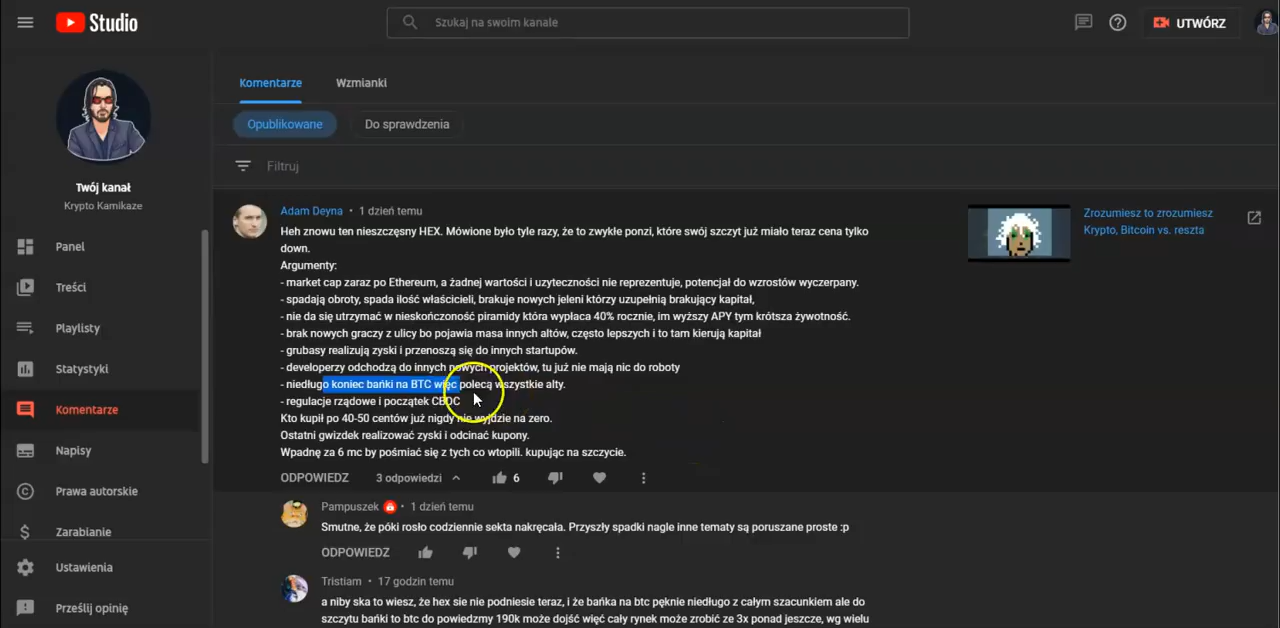 Studio
Szukaj na swoim kanale
UTWÓRZ
Twój kanał
Krypto Kamikaze
Panel
Treści
Playlisty
Statystyki
Komentarze
Napisy
Prawa autorskie
Zarabianie
Ustawienia
Prześlij opinię
Komentarze
Wzmianki
Opublikowane
Do sprawdzenia
Filtruj
Adam Deyna • 1 dzień temu
Heh znowu ten nieszczęsny HEX. Mówione było tyle razy, że to zwykłe ponzi, które swój szczyt już miało teraz cena tylko
down.
Argumenty:
- market cap zaraz po Ethereum, a żadnej wartości i uzyteczności nie reprezentuje, potencjał do wzrostów wyczerpany.
- spadają obroty, spada ilość właścicieli, brakuje nowych jeleni którzy uzupełnią brakujący kapitał,
- nie da się utrzymać w nieskończoność piramidy która wypłaca 40% rocznie, im wyższy APY tym krótsza żywotność.
- brak nowych graczy z ulicy bo pojawia masa innych altów, często lepszych i to tam kierują kapitał
- grubasy realizują zyski i przenoszą się do innych startupów.
- developerzy odchodzą do innych nowych projektów, tu już nie mają nic do roboty
- niedługo koniec bańki na BTC więc polecą wszystkie alty.
- regulacje rządowe i początek CBDC
Kto kupił po 40-50 centów już nigdy nie wyjdzie na zero.
Ostatni gwizdek realizować zyski i odcinać kupony.
Wpadnę za 6 mc by pośmiać się z tych co wtopili. kupując na szczycie.
ODPOWIEDZ
3 odpowiedzi
6
Zrozumiesz to zrozumiesz
Krypto, Bitcoin vs. reszta
Pampuszek • 1 dzień temu
Smutne, że póki rosło codziennie sekta nakręcała. Przyszły spadki nagle inne tematy są poruszane proste :p
ODPOWIEDZ
Tristiam • 17 godzin temu
a niby ska to wiesz, że hex sie nie podniesie teraz, i że bańka na btc pęknie niedługo z całym szacunkiem ale do
szczytu bańki to btc do powiedzmy 190k może dojść więc cały rynek może zrobić ze 3x ponad jeszcze, wg wielu